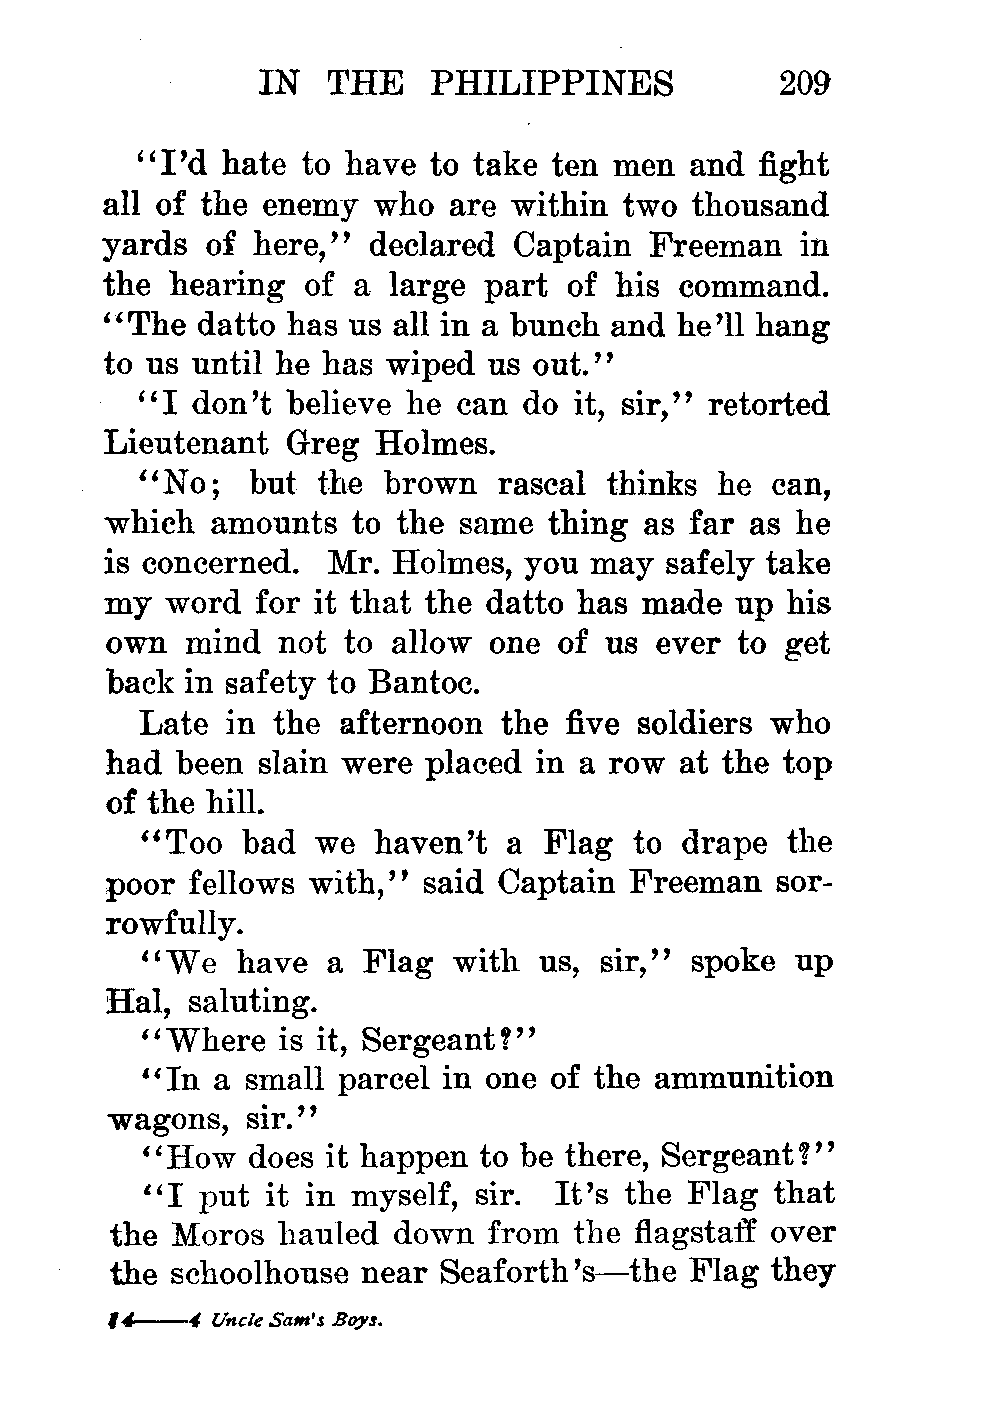 IN THE PHILIPPINES 209
“I’d hate to have to take ten men and fight
all of the enemy who are within two thousand
yards of here,” declared Captain Freeman in
the hearing of a large part of his command.
“The datto has us all in a bunch and he’ll hang
to us until he has wiped us out.”
“I don’t believe he can do it, sir,” retorted
Lieutenant Greg Holmes.
“No; but the brown rascal thinks he can,
which amounts to the same thing as far as he
is concerned. Mr. Holmes, you may safely take
my word for it that the datto has made up his
own mind not to allow one of us ever to get
back in safety to Bantoc.
Late in the afternoon the five soldiers who
had been slain were placed in a row at the top
of the hill.
“Too bad we haven’t a Flag to drape the
poor fellows with,” said Captain Freeman sor-
rowfully.
“We have a Flag with us, sir,” spoke up
Hal, saluting.
“Where is it, Sergeant?”
“In a small parcel in one of the ammunition
wagons, sir.”
“How does it happen to be there, Sergeant?”
“I put it in myself, sir. It’s the Flag that
the Moros hauled down from the flagstaff over
the schoolhouse near Seaforth’s—the Flag they
14——4 Uncle Sam's Boys.